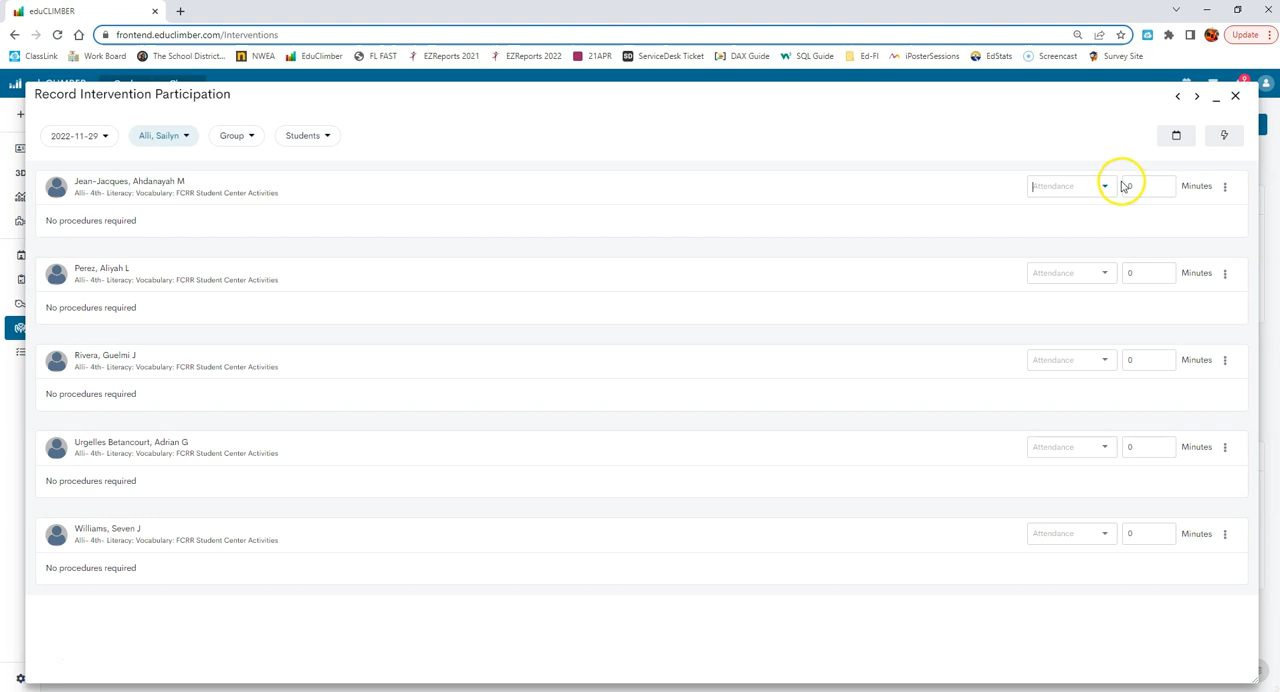 eduCLIMBER
frontend.educlimber.com/Interventions
Update
ClassLink Work Board The School District... NWEA EduClimber FL FAST EZReports 2021 EZReports 2022 21APR ServiceDesk Ticket DAX Guide SQL Guide Ed-FI iPosterSessions EdStats Screencast Survey Site
9
Record Intervention Participation
2022-11-29 Alli, Sailyn Group Students
Jean-Jacques, Ahdanayah M
Alli- 4th- Literacy: Vocabulary: FCRR Student Center Activities
Attendance 0 Minutes
No procedures required
Perez, Aliyah L
Alli- 4th- Literacy: Vocabulary: FCRR Student Center Activities
Attendance 0 Minutes
No procedures required
Rivera, Guelmi J
Alli- 4th- Literacy: Vocabulary: FCRR Student Center Activities
Attendance 0 Minutes
No procedures required
Urgelles Betancourt, Adrian G
Alli- 4th- Literacy: Vocabulary: FCRR Student Center Activities
Attendance 0 Minutes
No procedures required
Williams, Seven J
Alli- 4th- Literacy: Vocabulary: FCRR Student Center Activities
Attendance 0 Minutes
No procedures required